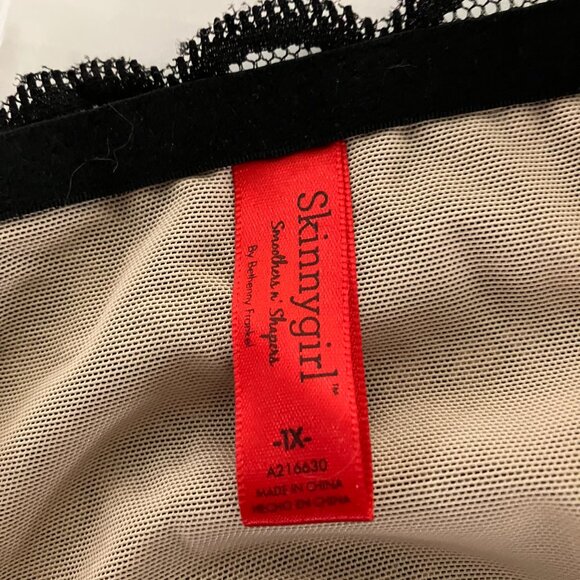 Skinnygirl™
Smoothers n' Shapers
By Bethenny Frankel
-1X-
A216630
MADE IN CHINA
HECHO EN CHINA